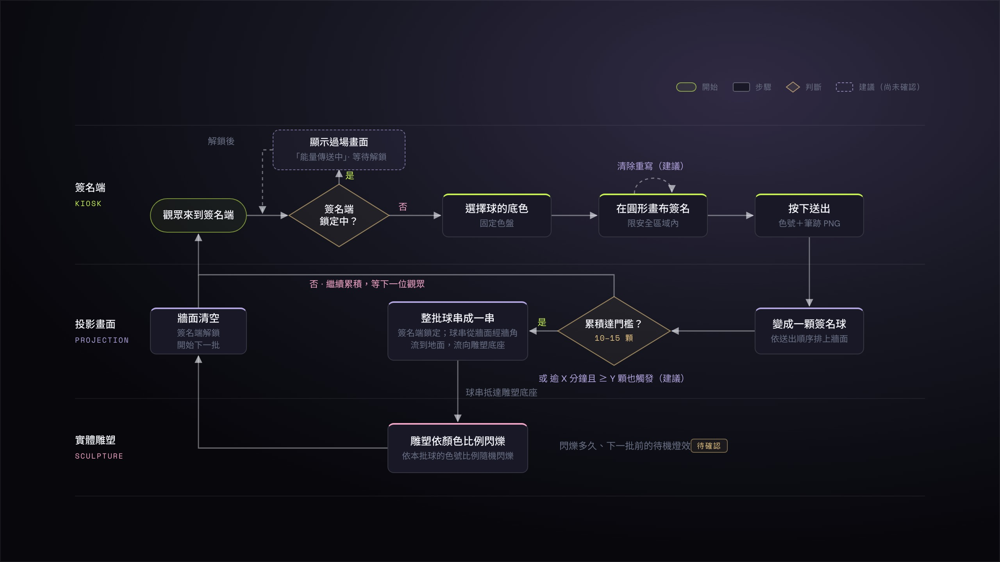 開始
步驟
判斷
建議（尚未確認）
解鎖後
顯示過場畫面
「能量傳送中」· 等待解鎖
是
清除重寫（建議）
簽名端
KIOSK
觀眾來到簽名端
簽名端
鎖定中？
否
選擇球的底色
固定色盤
在圓形畫布簽名
限安全區域內
按下送出
色號＋筆跡 PNG
否 · 繼續累積，等下一位觀眾
投影畫面
PROJECTION
牆面清空
簽名端解鎖
開始下一批
整批球串成一串
簽名端鎖定；球串從牆面經牆角
流到地面，流向雕塑底座
是
累積達門檻？
10–15 顆
變成一顆簽名球
依送出順序排上牆面
或 逾 X 分鐘且 ≥ Y 顆也觸發（建議）
球串抵達雕塑底座
實體雕塑
SCULPTURE
雕塑依顏色比例閃爍
依本批球的色號比例隨機閃爍
閃爍多久、下一批前的待機燈效 待確認